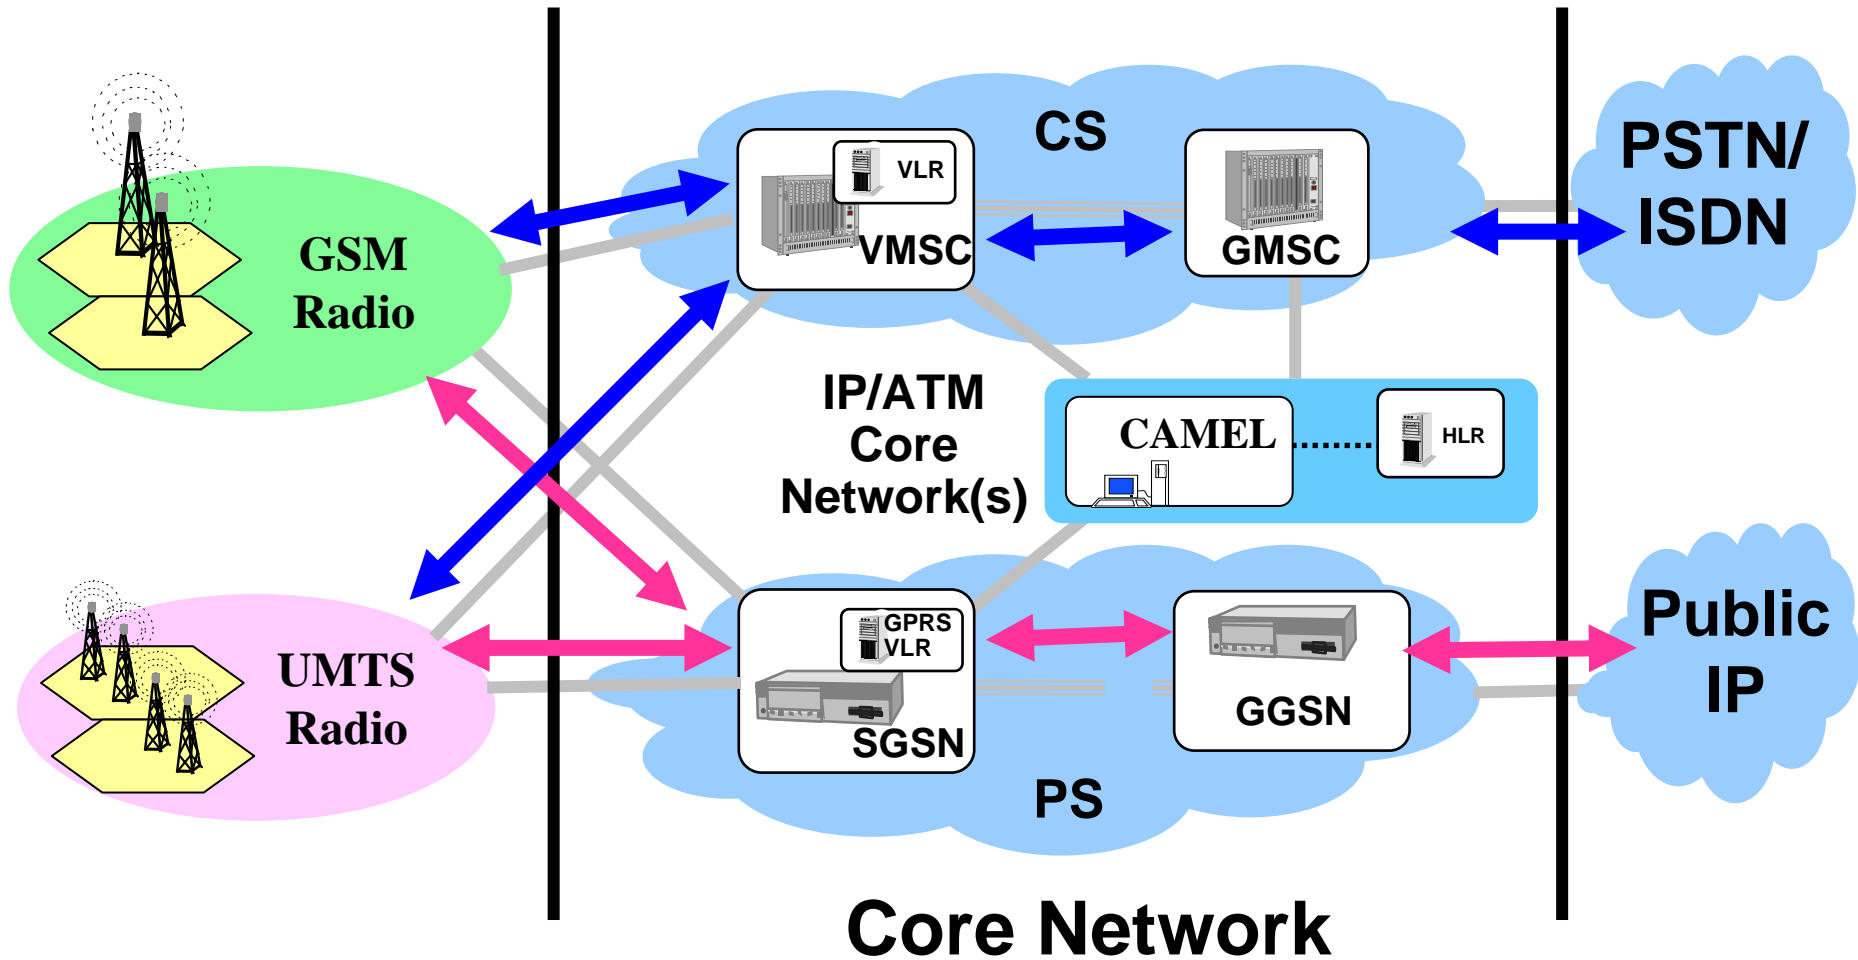 GSM
Radio
UMTS
Radio
CS
VLR
VMSC
GMSC
IP/ATM
Core
Network(s)
CAMEL
HLR
GPRS
VLR
SGSN
GGSN
PS
Core Network
PSTN/
ISDN
Public
IP